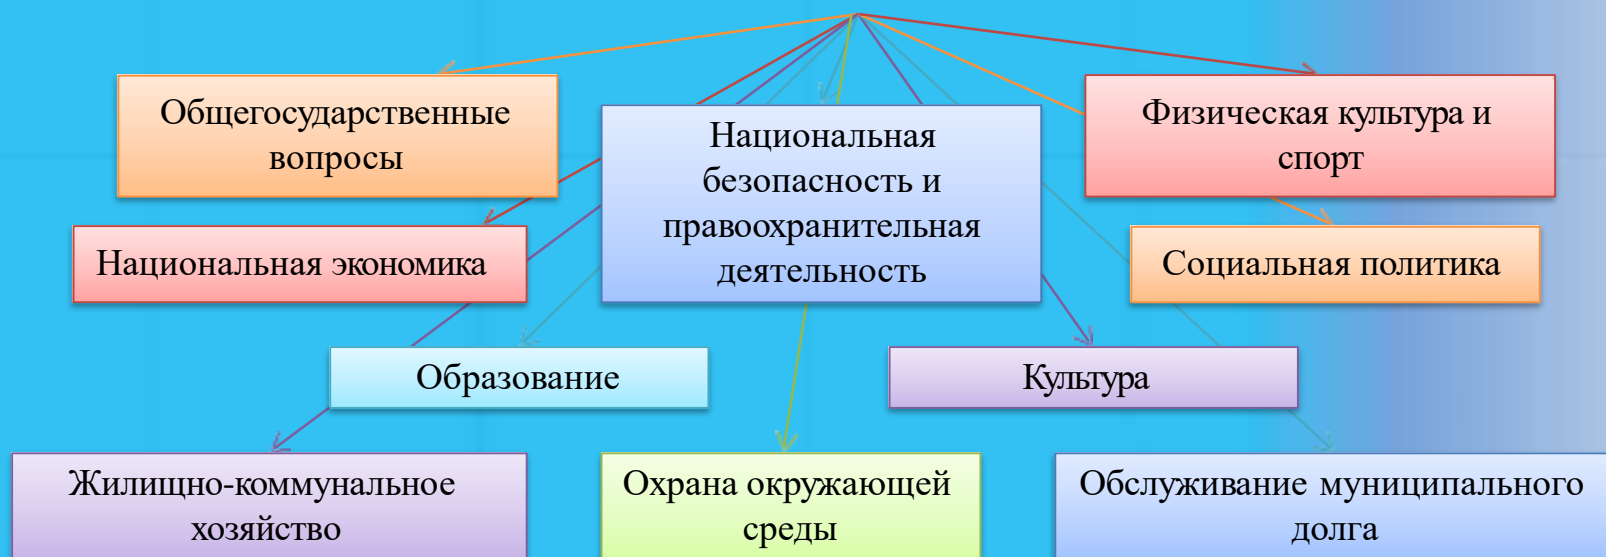 Общегосударственные
вопросы
Национальная
безопасность и
правоохранительная
деятельность
Физическая культура и
спорт
Национальная экономика
Социальная политика
Образование
Культура
Жилищно-коммунальное
хозяйство
Охрана окружающей
среды
Обслуживание муниципального
долга